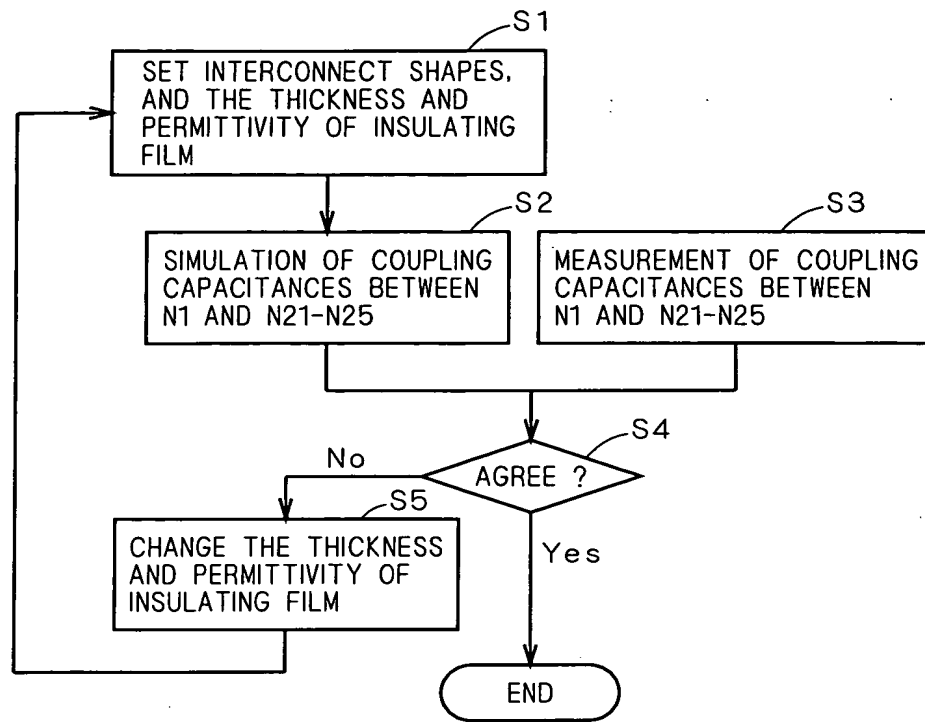 S1
SET INTERCONNECT SHAPES,
AND THE THICKNESS AND
PERMITTIVITY OF INSULATING
FILM
S2
SIMULATION OF COUPLING
CAPACITANCES BETWEEN
N1 AND N21-N25
S3
MEASUREMENT OF COUPLING
CAPACITANCES BETWEEN
N1 AND N21-N25
S4
AGREE ?
No
S5
CHANGE THE THICKNESS
AND PERMITTIVITY OF
INSULATING FILM
Yes
END